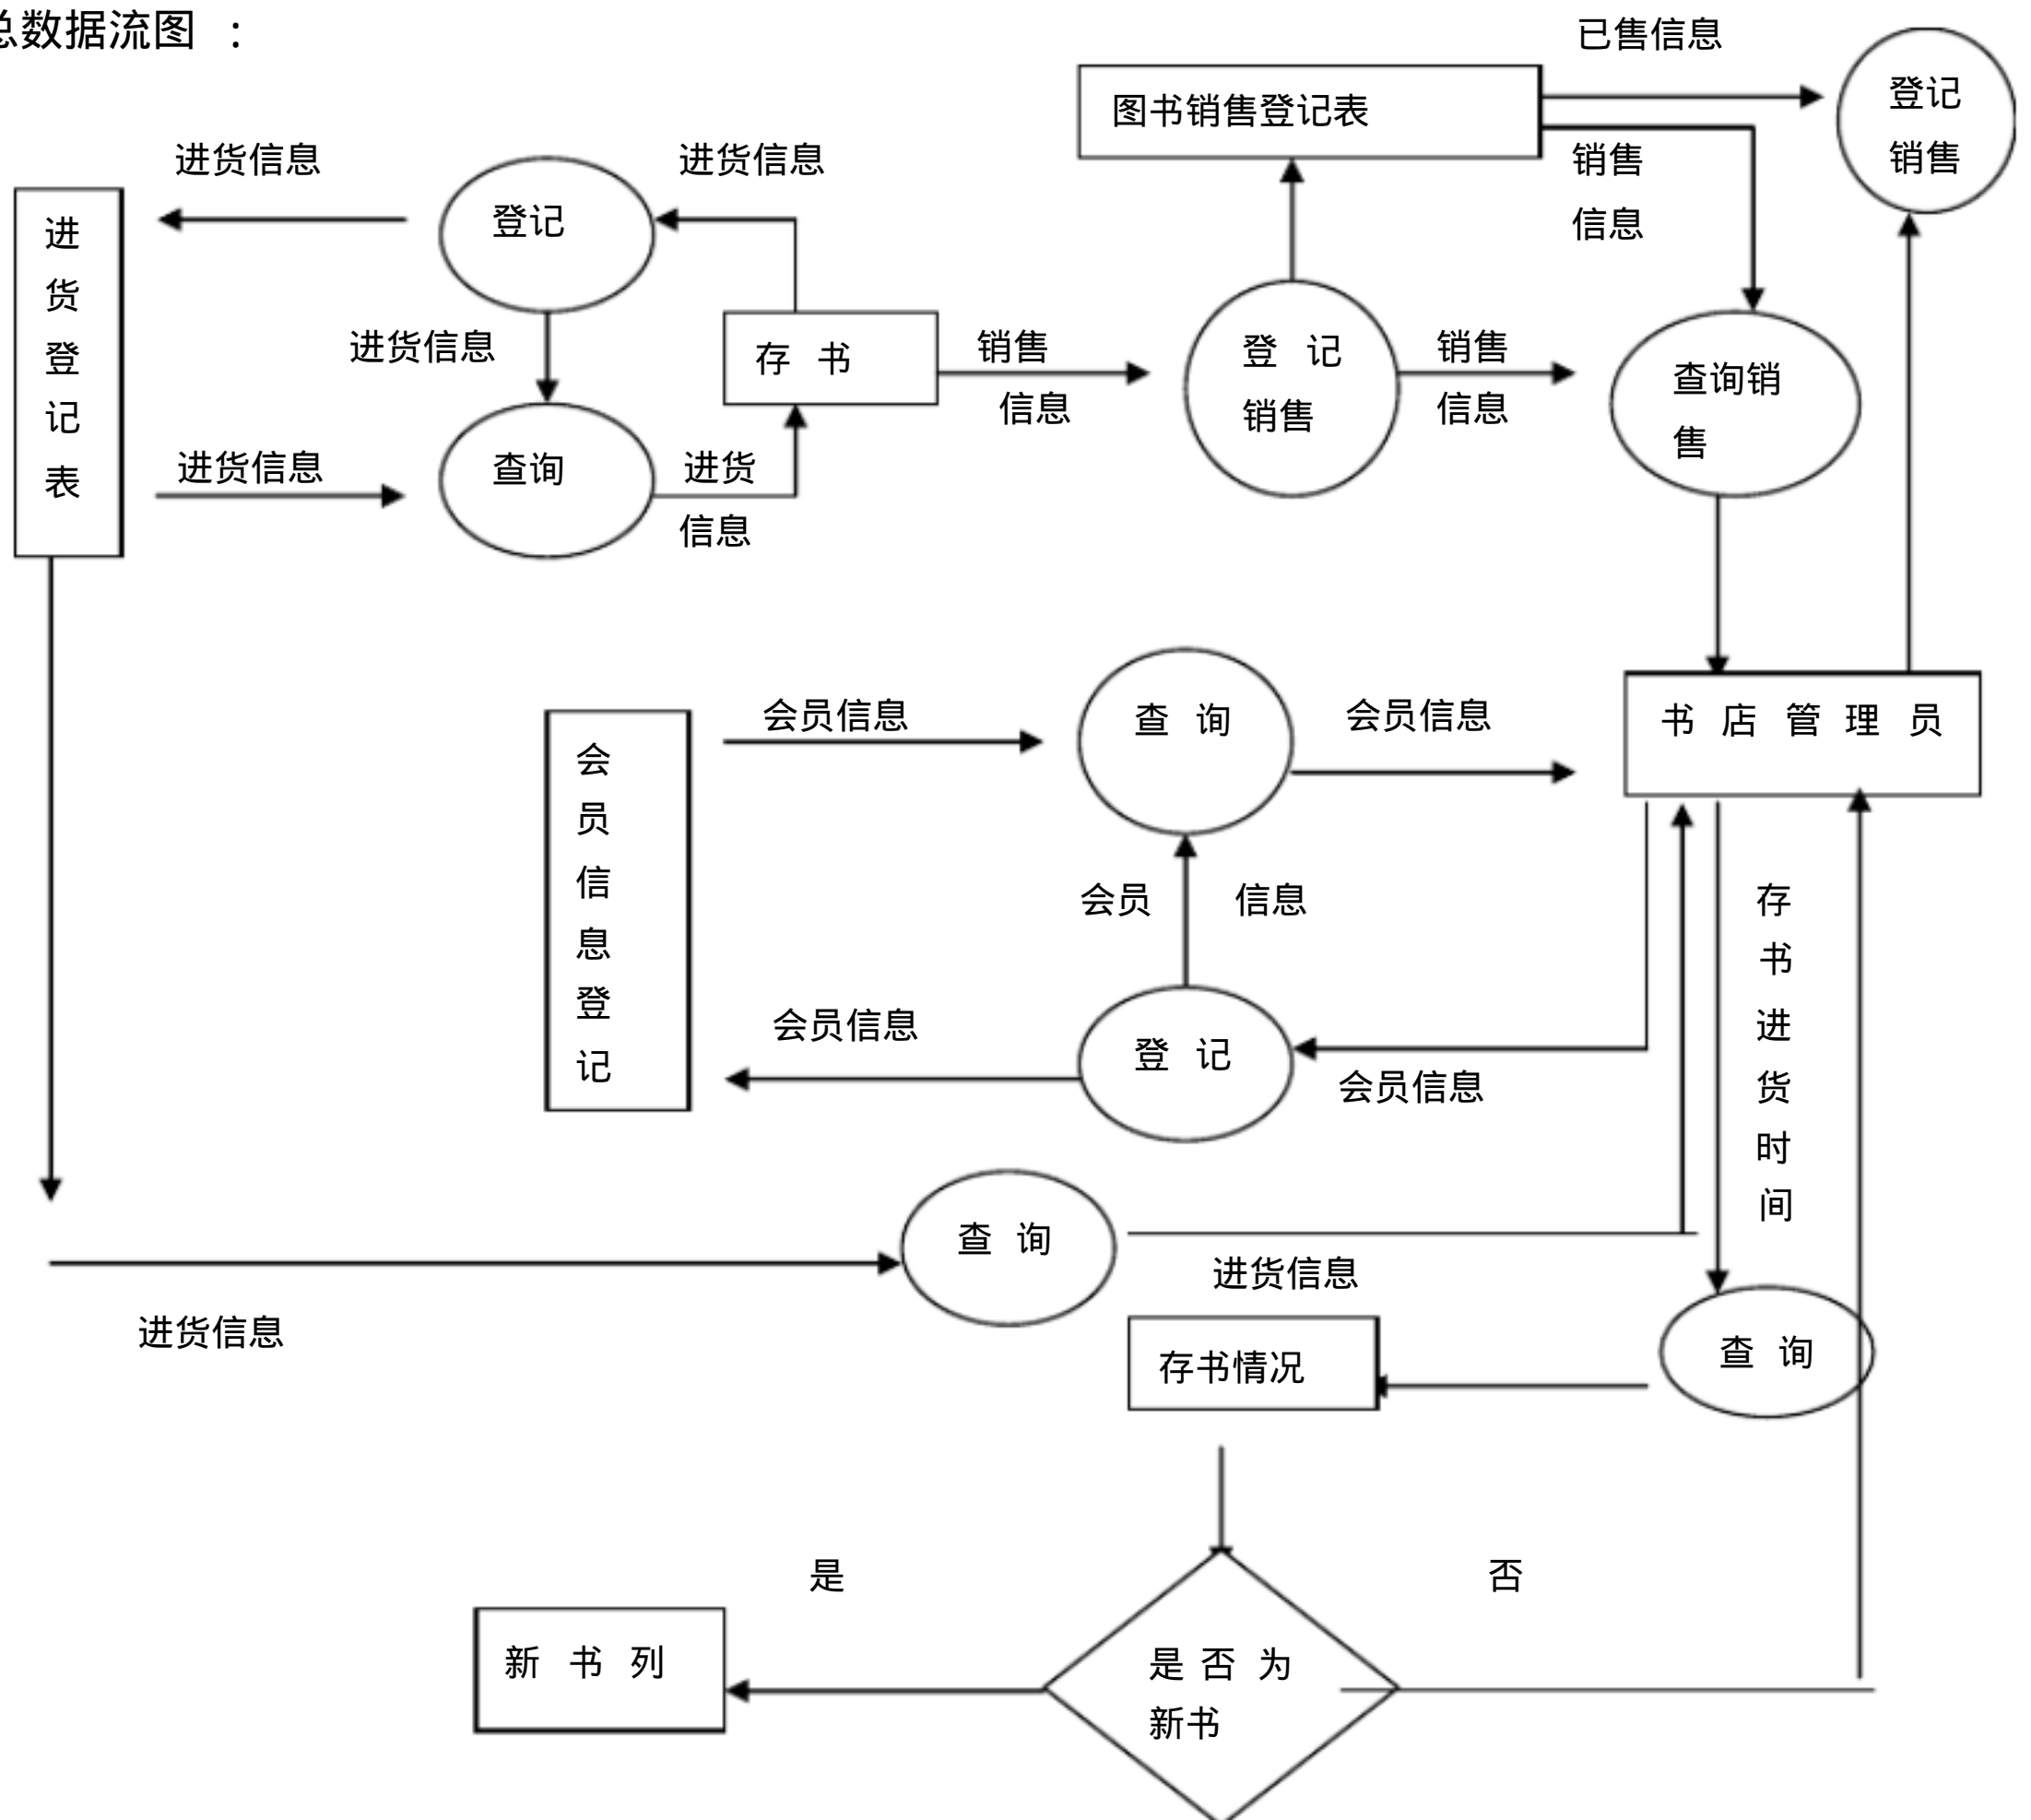 总数据流图 :
已售信息
图书销售登记表
登记
销售
进货信息
进货信息
销售
信息
登记
进
货
登
记
表
进货信息
存 书
销售
信息
登 记
销售
销售
信息
查询销
售
进货信息
查询
进货
信息
会员信息
查 询
会员信息
书 店 管 理 员
会
员
信
息
登
记
会员 信息
存
书
进
货
时
间
会员信息
登 记
会员信息
查 询
进货信息
进货信息
存书情况
查 询
是
否
新 书 列
是 否 为
新书